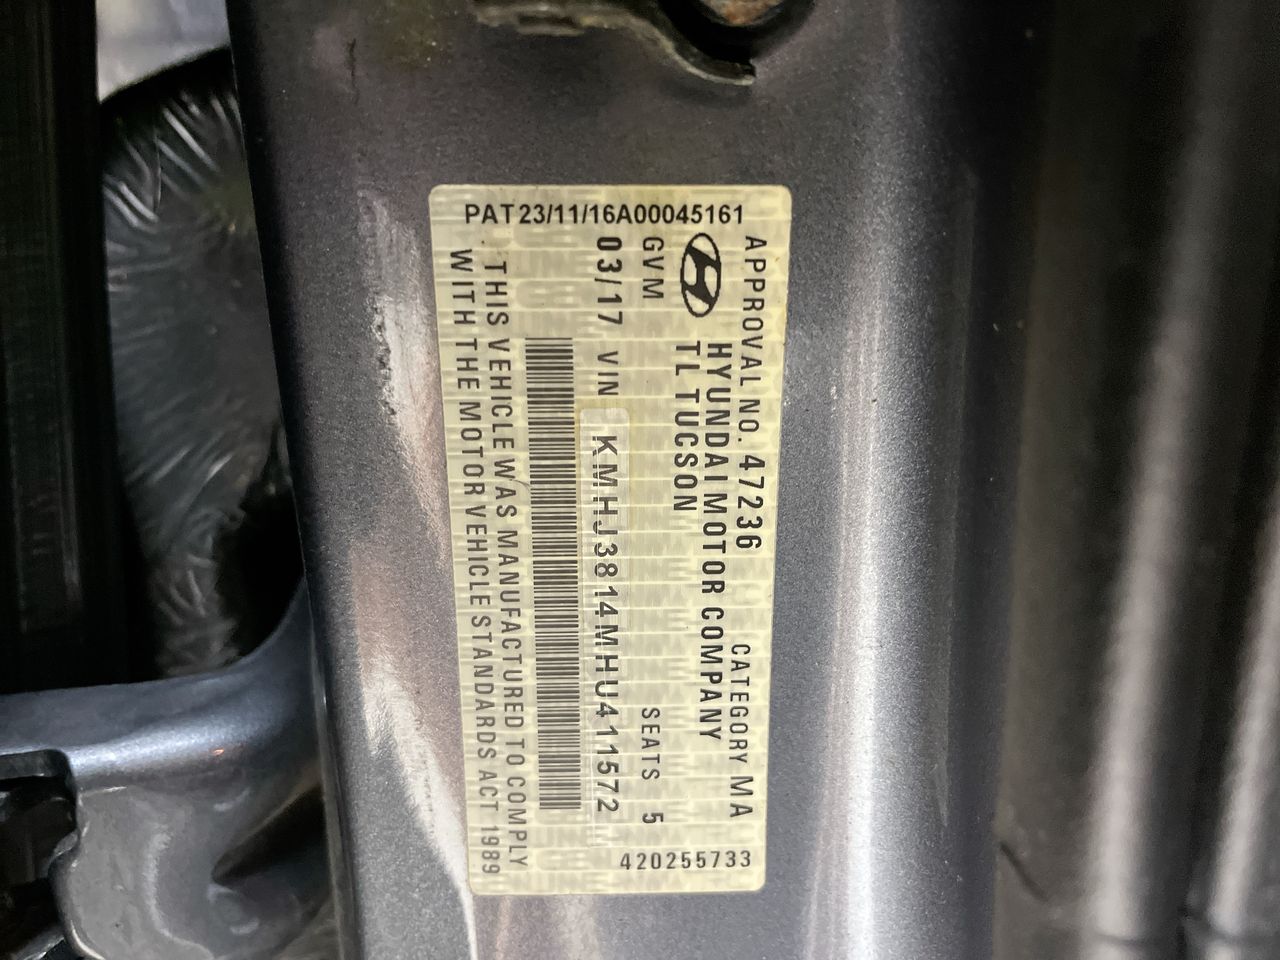 PAT23/11/16A00045161
APPROVAL NO. 47236 CATEGORY MA
HYUNDAI MOTOR COMPANY
TL TUCSON
GVM SEATS 5
03/17 VIN KMHJ3814MHU411572
THIS VEHICLE WAS MANUFACTURED TO COMPLY
WITH THE MOTOR VEHICLE STANDARDS ACT 1989
420255733